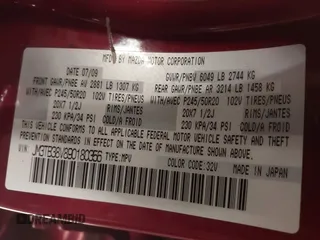 MFD BY MAZDA MOTOR CORPORATION
DATE 07/09 GVWR/PNBV 6049 LB 2744 KG
FRONT GAWR/PNBE AV 2881 LB 1307 KG REAR GAWR/PNBE AR 3214 LB 1458 KG
WITH/AVEC P245/50R20 102V TIRES/PNEUS WITH/AVEC P245/50R20 102V TIRES/PNEUS
20X7 1/2J RIMS/JANTES 20X7 1/2J RIMS/JANTES
230 KPA/34 PSI COLD/A FROID 230 KPA/34 PSI COLD/A FROID
THIS VEHICLE CONFORMS TO ALL APPLICABLE FEDERAL MOTOR VEHICLE SAFETY AND THEFT
PREVENTION STANDARDS IN EFFECT ON THE DATE OF MANUFACTURE SHOWN ABOVE.
VIN: TYPE: MPV COLOR CODE: 32V MADE IN JAPAN
DREAMBID